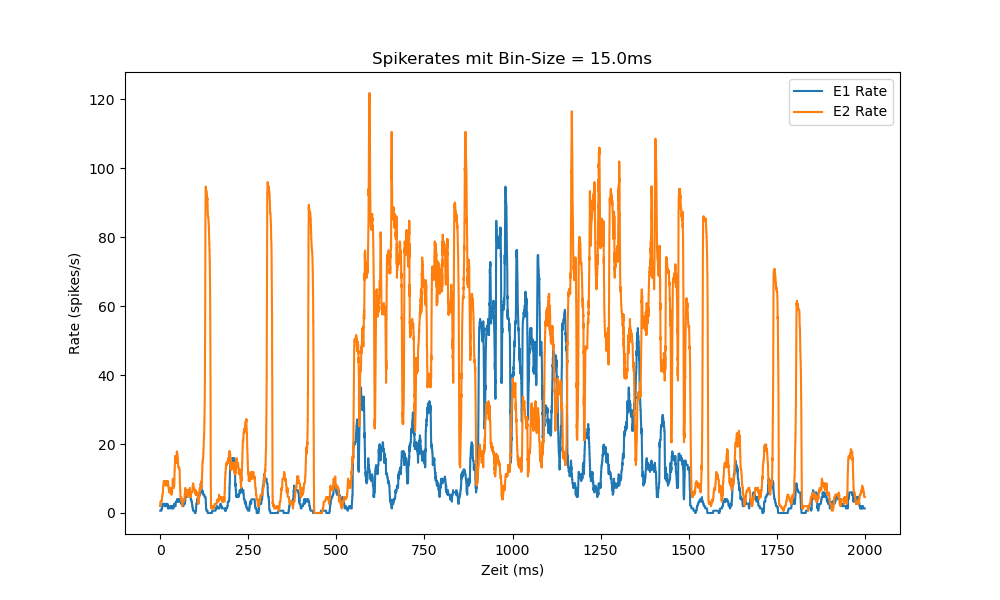 Spikerates mit Bin-Size = 15.0ms
E1 Rate
E2 Rate
120
100
80
60
40
20
0
Rate (spikes/s)
0 250 500 750 1000 1250 1500 1750 2000
Zeit (ms)